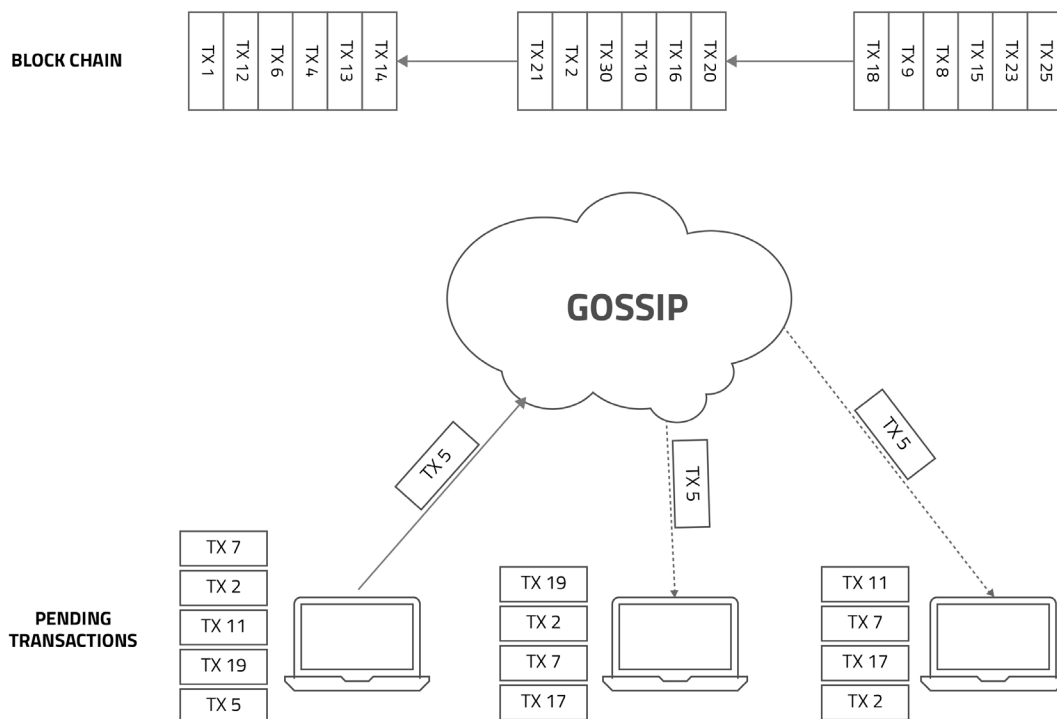 BLOCK CHAIN
TX 1
TX 12
TX 6
TX 4
TX 13
TX 14
TX 21
TX 2
TX 30
TX 10
TX 16
TX 20
TX 18
TX 9
TX 8
TX 15
TX 23
TX 25
GOSSIP
TX 5
TX 5
TX 5
PENDING
TRANSACTIONS
TX 7
TX 2
TX 11
TX 19
TX 5
TX 19
TX 2
TX 7
TX 17
TX 11
TX 7
TX 17
TX 2